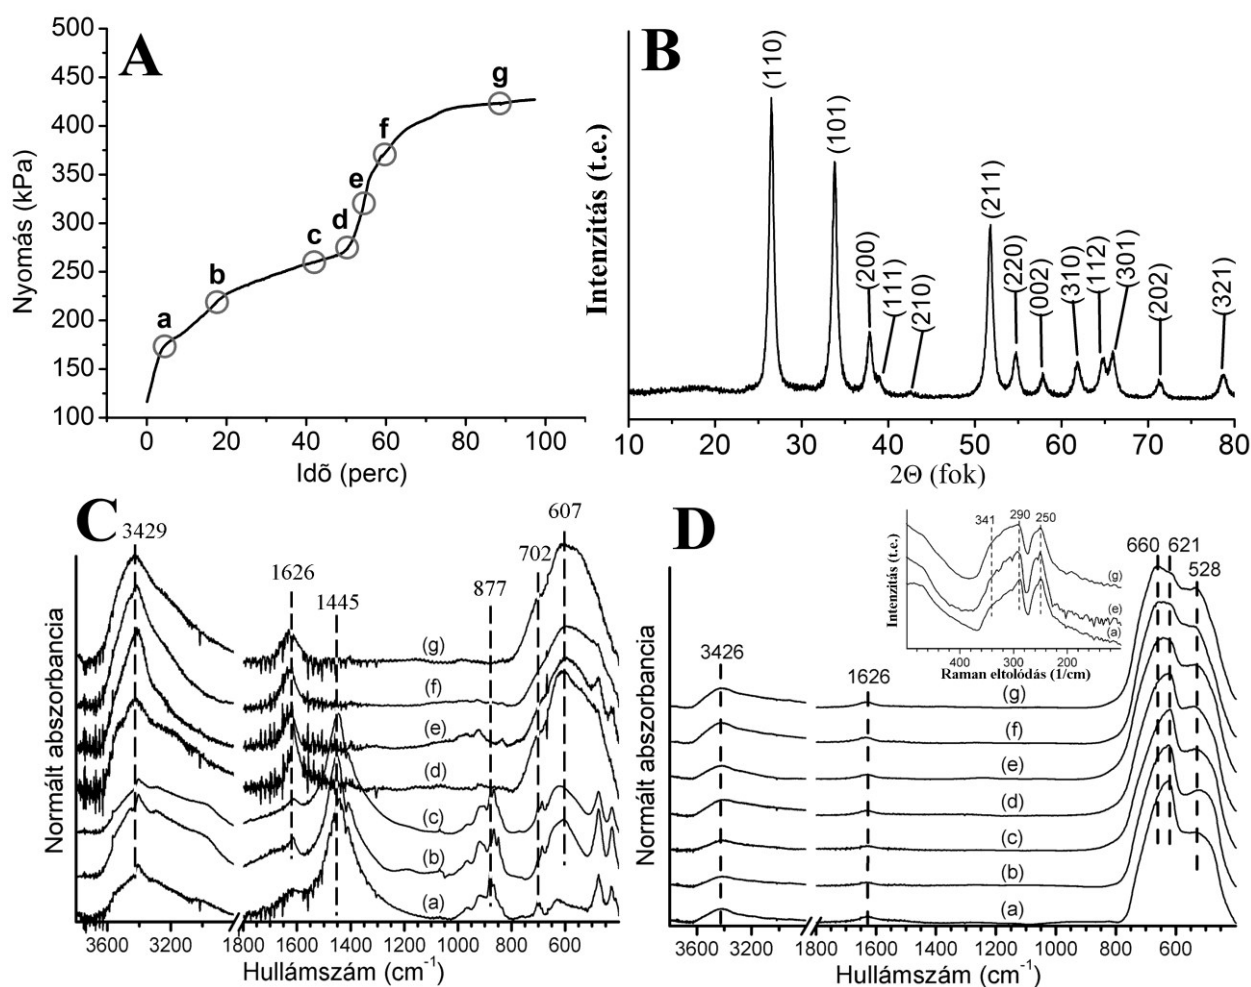 A
500
450
400
350
300
250
200
150
100
Nyomás (kPa)
a
b
c
d
e
f
g
0
20
40
60
80
100
Idõ (perc)
B
Intenzitás (t.e.)
(110)
(101)
(200)
(111)
(210)
(211)
(220)
(002)
(310)
(112)
(301)
(202)
(321)
10
20
30
40
50
60
70
80
2Θ (fok)
C
3429
1626
1445
877
702
607
Normált abszorbancia
(g)
(f)
(e)
(d)
(c)
(b)
(a)
3600
3200
1800
1600
1400
1200
1000
800
600
Hullámszám (cm⁻¹)
D
341
290
250
Intenzitás (t.e.)
(g)
(e)
(a)
400
300
200
Raman eltolódás (1/cm)
660
621
528
3426
1626
Normált abszorbancia
(g)
(f)
(e)
(d)
(c)
(b)
(a)
3600
3200
1800
1600
1400
1200
1000
800
600
Hullámszám (cm⁻¹)